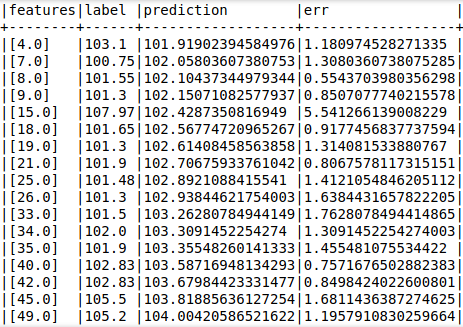 |features|label |prediction        |err               |
+--------+------+------------------+------------------+
|[4.0]   |103.1 |101.91902394584976|1.180974528271335 |
|[7.0]   |100.75|102.05803607380753|1.3080360738075285|
|[8.0]   |101.55|102.10437344979344|0.5543703980356298|
|[9.0]   |101.3 |102.15071082577937|0.8507077740215578|
|[15.0]  |107.97|102.4287350816949 |5.541266139008229 |
|[18.0]  |101.65|102.56774720965267|0.9177456837737594|
|[19.0]  |101.3 |102.61408458563858|1.314081533880767 |
|[21.0]  |101.9 |102.70675933761042|0.8067578117315151|
|[25.0]  |101.48|102.8921088415541 |1.4121054846205112|
|[26.0]  |101.3 |102.93844621754003|1.6384431657822205|
|[33.0]  |101.5 |103.26280784944149|1.7628078494414865|
|[34.0]  |102.0 |103.3091452254274 |1.3091452254274003|
|[35.0]  |101.9 |103.35548260141333|1.455481075534422 |
|[40.0]  |102.83|103.58716948134293|0.7571676502882383|
|[42.0]  |102.83|103.67984423331477|0.8498424022600801|
|[45.0]  |105.5 |103.81885636127254|1.6811436387274625|
|[49.0]  |105.2 |104.00420586521622|1.1957910830259664|